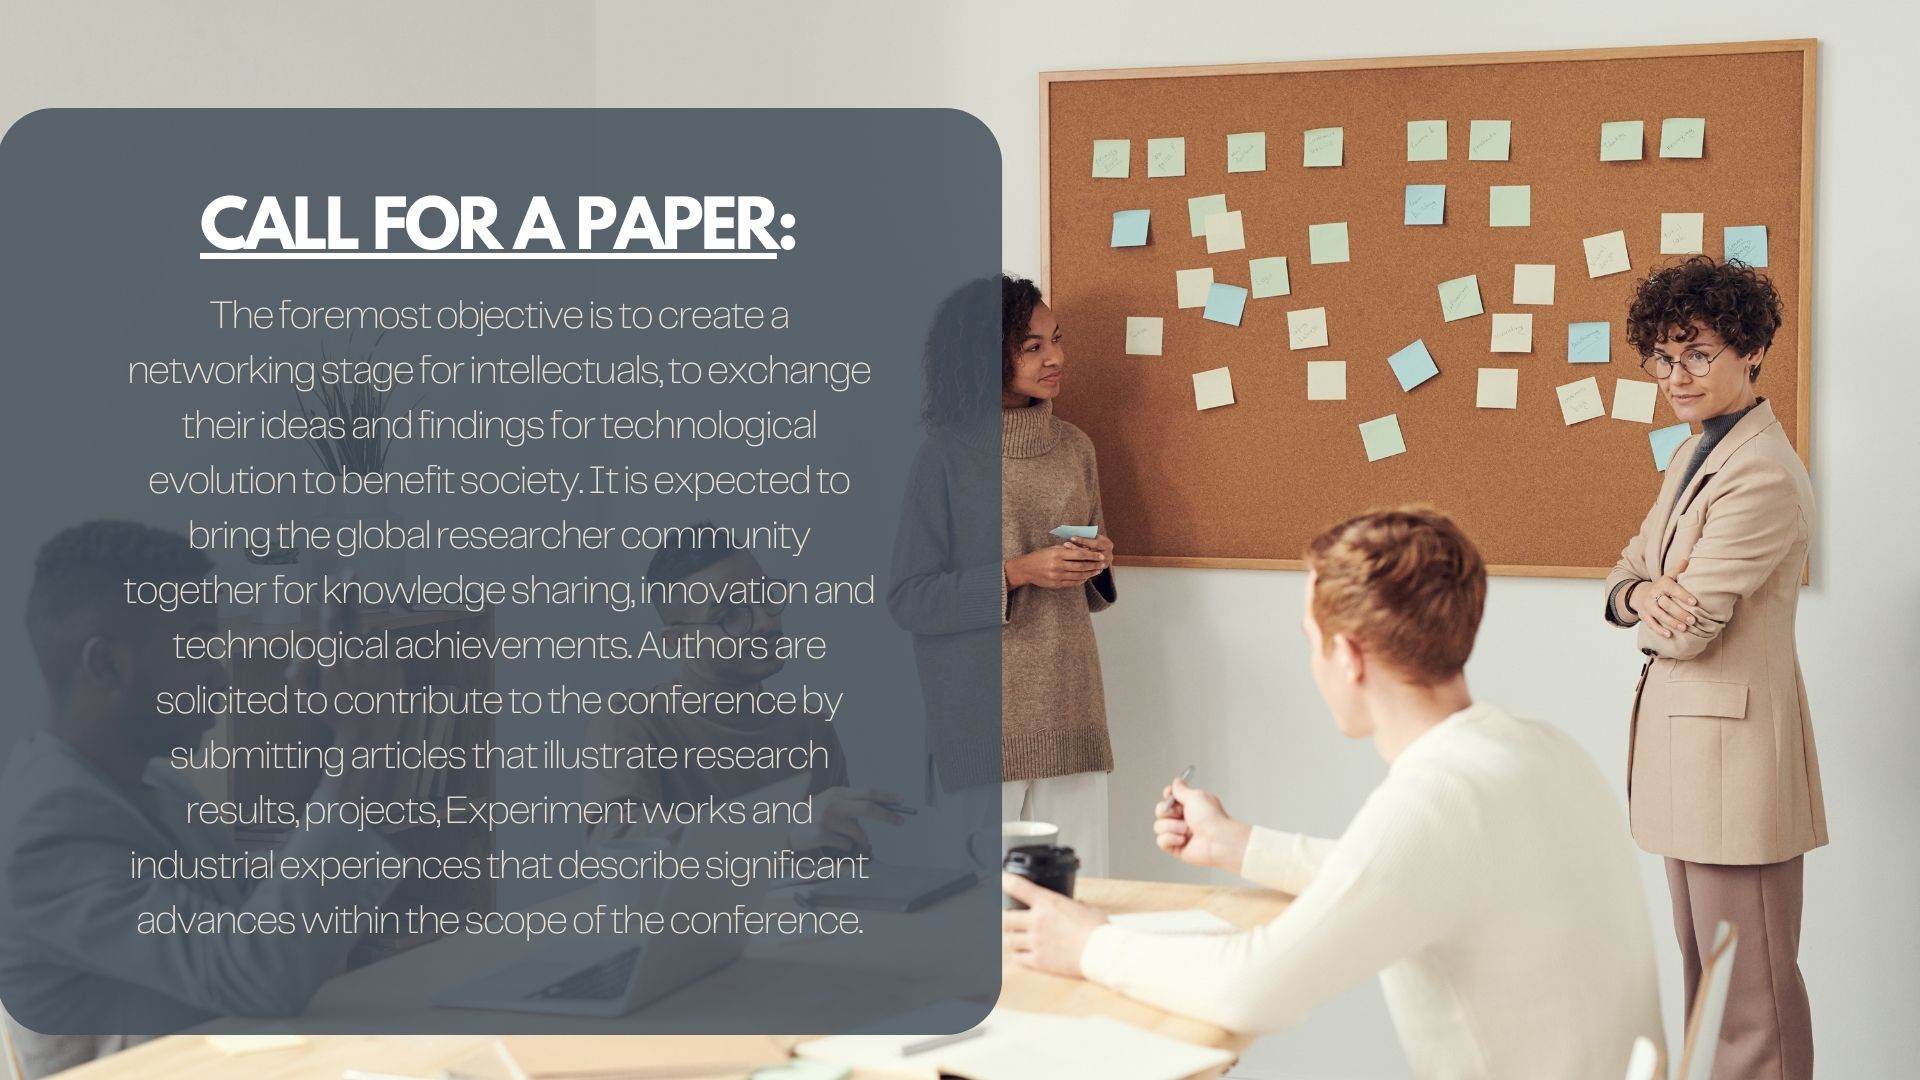 CALL FOR A PAPER:
The foremost objective is to create a
networking stage for intellectuals, to exchange
their ideas and findings for technological
evolution to benefit society. It is expected to
bring the global researcher community
together for knowledge sharing, innovation and
technological achievements. Authors are
solicited to contribute to the conference by
submitting articles that illustrate research
results, projects, Experiment works and
industrial experiences that describe significant
advances within the scope of the conference.